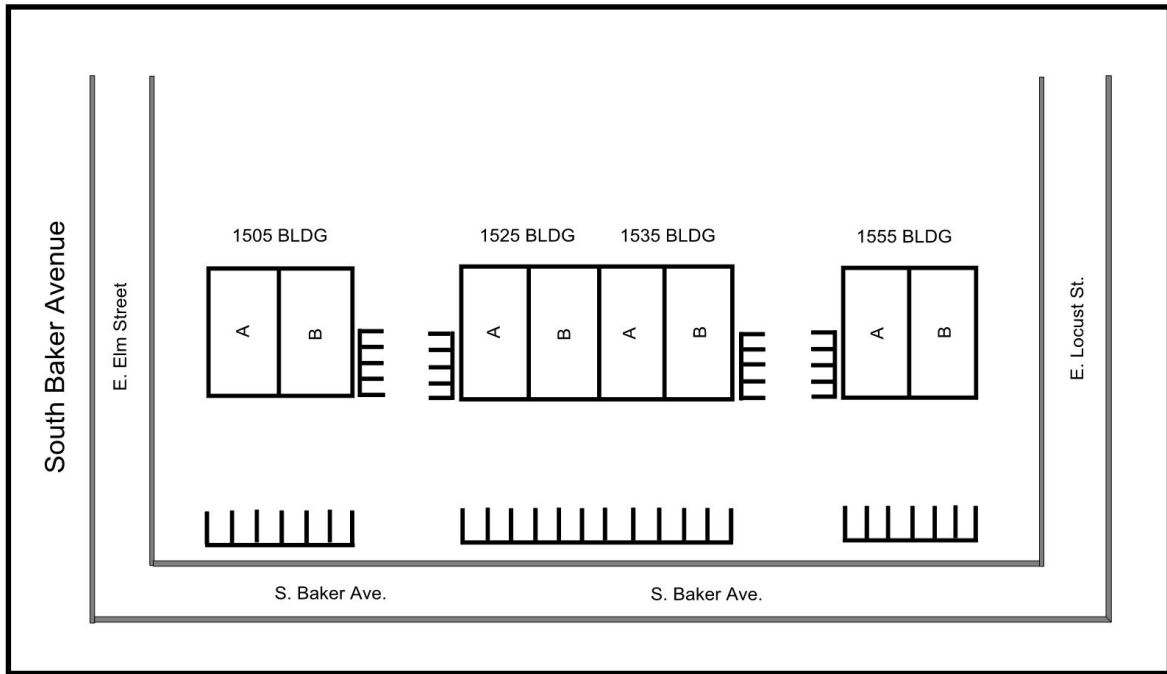 South Baker Avenue
E. Elm Street
1505 BLDG
A
B
1525 BLDG
1535 BLDG
A
B
A
B
1555 BLDG
A
B
E. Locust St.
S. Baker Ave.
S. Baker Ave.